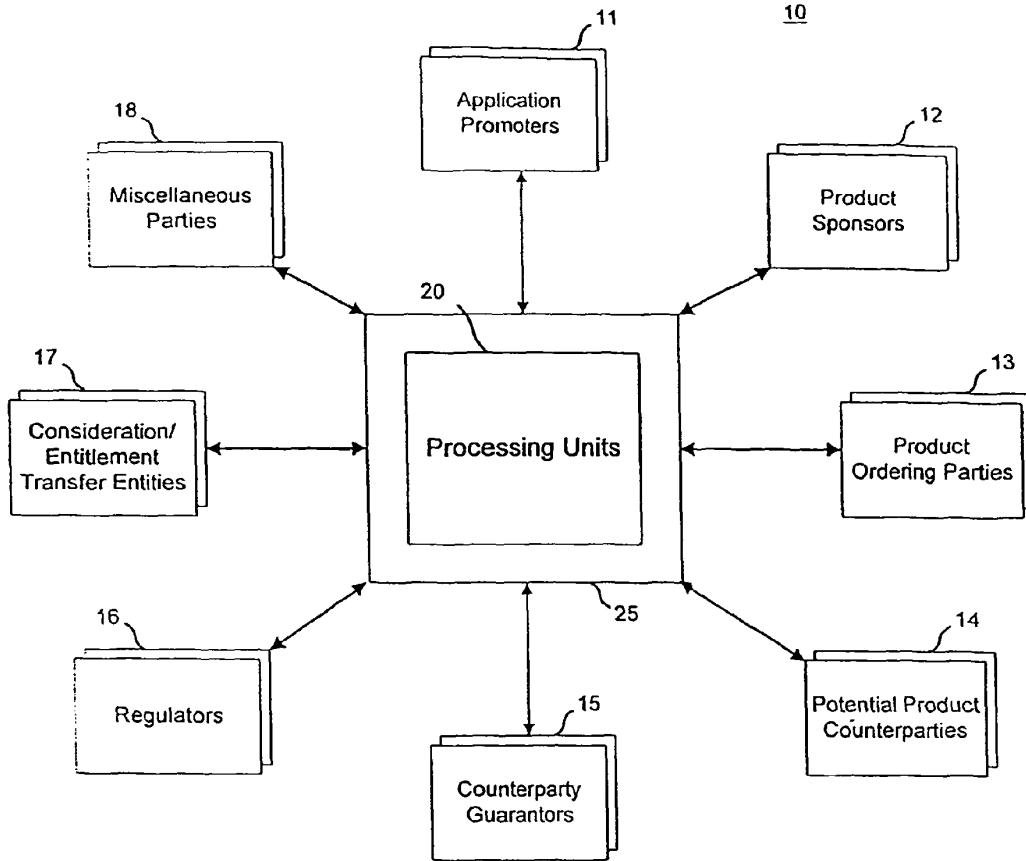 10
11
Application
Promoters
18
Miscellaneous
Parties
12
Product
Sponsors
20
Processing Units
17
Consideration/
Entitlement
Transfer Entities
13
Product
Ordering Parties
25
16
Regulators
15
Counterparty
Guarantors
14
Potential Product
Counterparties